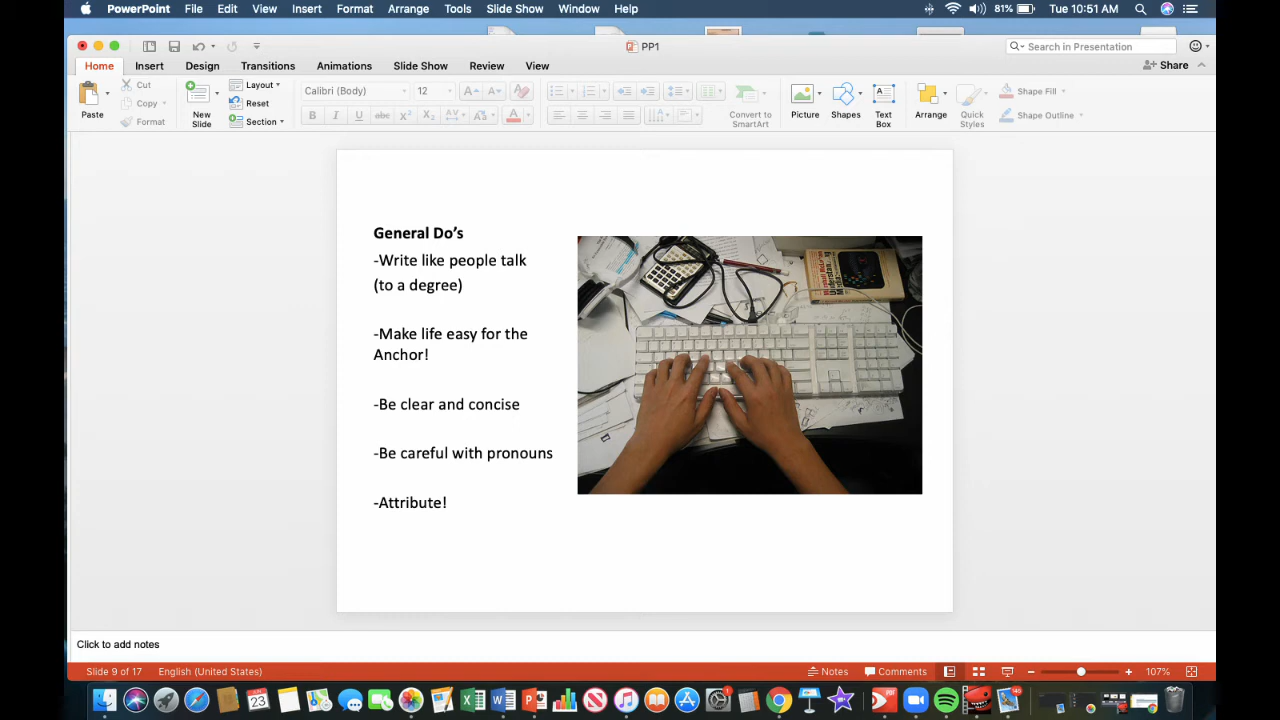 PowerPoint File Edit View Insert Format Arrange Tools Slide Show Window Help 81% Tue 10:51 AM
PP1
Search in Presentation
Home Insert Design Transitions Animations Slide Show Review View Share
Paste Cut Copy Format
New Slide Layout Reset Section
Calibri (Body) 12
Convert to SmartArt
Picture Shapes Text Box Arrange Quick Styles Shape Fill Shape Outline
General Do’s
-Write like people talk
(to a degree)
-Make life easy for the
Anchor!
-Be clear and concise
-Be careful with pronouns
-Attribute!
Click to add notes
Slide 9 of 17 English (United States) Notes Comments 107%
23